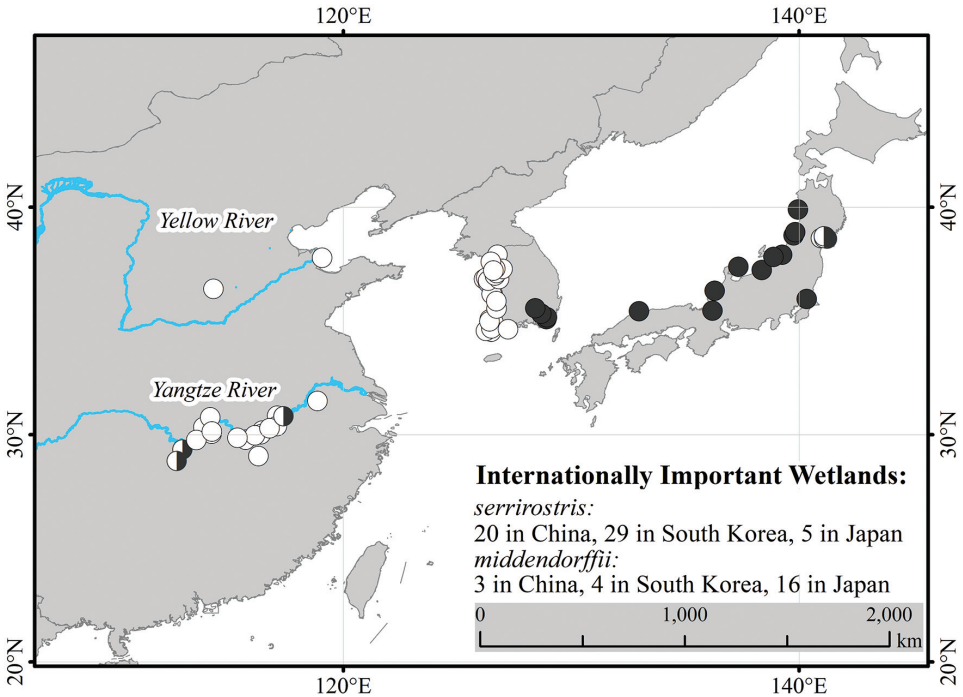 120°E
140°E
40°N
40°N
Yellow River
Yangtze River
30°N
30°N
Internationally Important Wetlands:
serrirostris:
20 in China, 29 in South Korea, 5 in Japan
middendorffii:
3 in China, 4 in South Korea, 16 in Japan
0
1,000
2,000
km
20°N
20°N
120°E
140°E